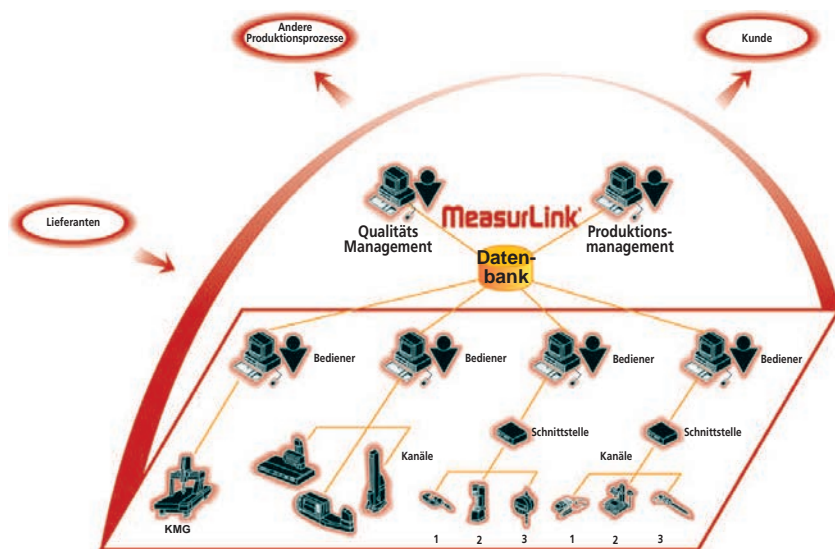 Andere
Produktionsprozesse
Kunde
Lieferanten
MeasurLink®
Qualitäts
Management
Produktions-
management
Daten-
bank
Bediener
Bediener
Bediener
Bediener
Schnittstelle
Schnittstelle
Kanäle
Kanäle
KMG
1
2
3
1
2
3